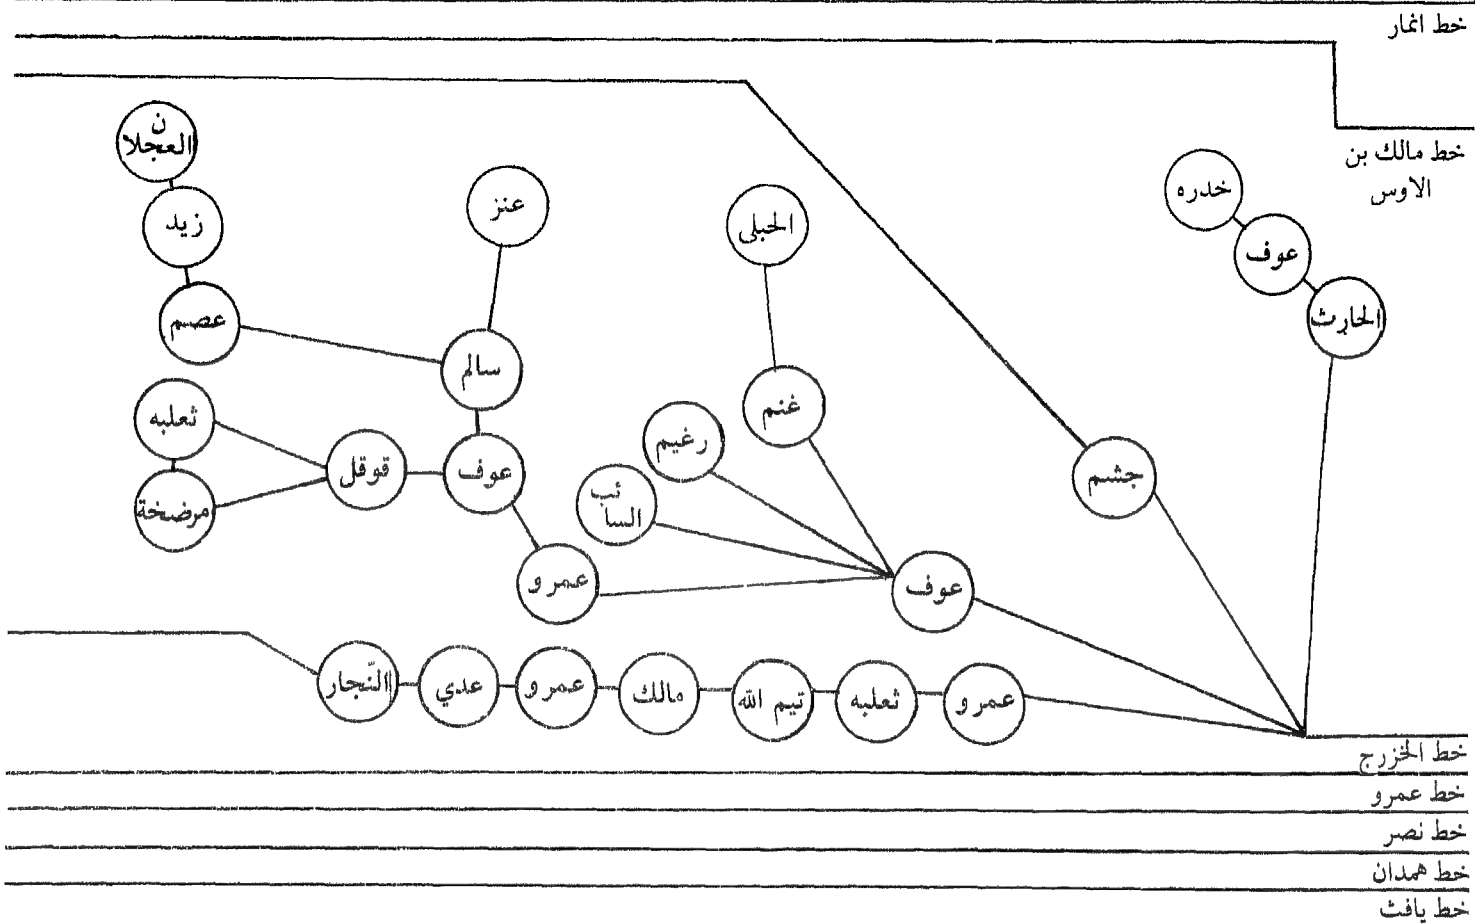 خط انمار
خط مالك بن
الاوس
العجلان
زيد
عصم
ثعلبه
مرضخة
قوقل
عنز
سالم
عوف
عمرو
الحبلى
غنم
رغيم
السائب
عوف
جشم
خدره
عوف
الحارث
عمرو
ثعلبه
تيم الله
مالك
عمرو
عدي
النّجار
خط الخزرج
خط عمرو
خط نصر
خط همدان
خط يافث